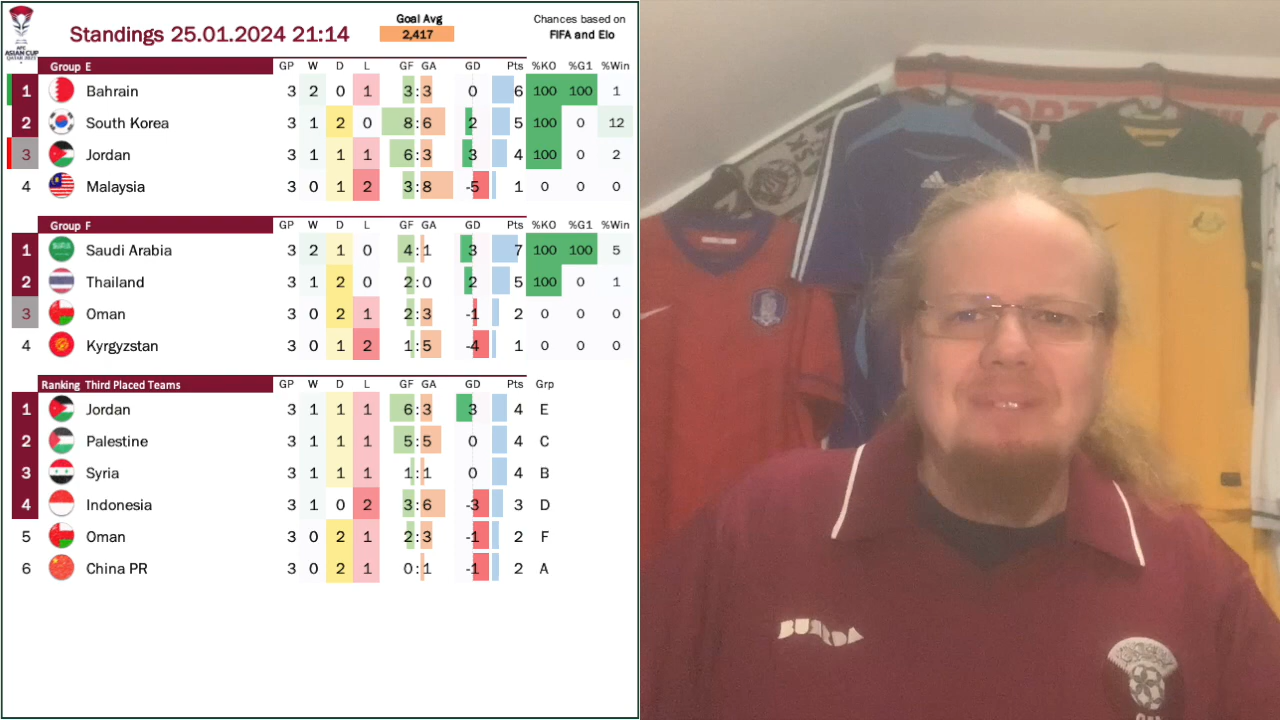 AFC
ASIAN CUP
QATAR 2023
Standings 25.01.2024 21:14
Goal Avg
2,417
Chances based on
FIFA and Elo
Group E GP W D L GF GA GD Pts %KO %G1 %Win
1 Bahrain 3 2 0 1 3:3 0 6 100 100 1
2 South Korea 3 1 2 0 8:6 2 5 100 0 12
3 Jordan 3 1 1 1 6:3 3 4 100 0 2
4 Malaysia 3 0 1 2 3:8 -5 1 0 0 0
Group F GP W D L GF GA GD Pts %KO %G1 %Win
1 Saudi Arabia 3 2 1 0 4:1 3 7 100 100 5
2 Thailand 3 1 2 0 2:0 2 5 100 0 1
3 Oman 3 0 2 1 2:3 -1 2 0 0 0
4 Kyrgyzstan 3 0 1 2 1:5 -4 1 0 0 0
Ranking Third Placed Teams GP W D L GF GA GD Pts Grp
1 Jordan 3 1 1 1 6:3 3 4 E
2 Palestine 3 1 1 1 5:5 0 4 C
3 Syria 3 1 1 1 1:1 0 4 B
4 Indonesia 3 1 0 2 3:6 -3 3 D
5 Oman 3 0 2 1 2:3 -1 2 F
6 China PR 3 0 2 1 0:1 -1 2 A
BURRDA